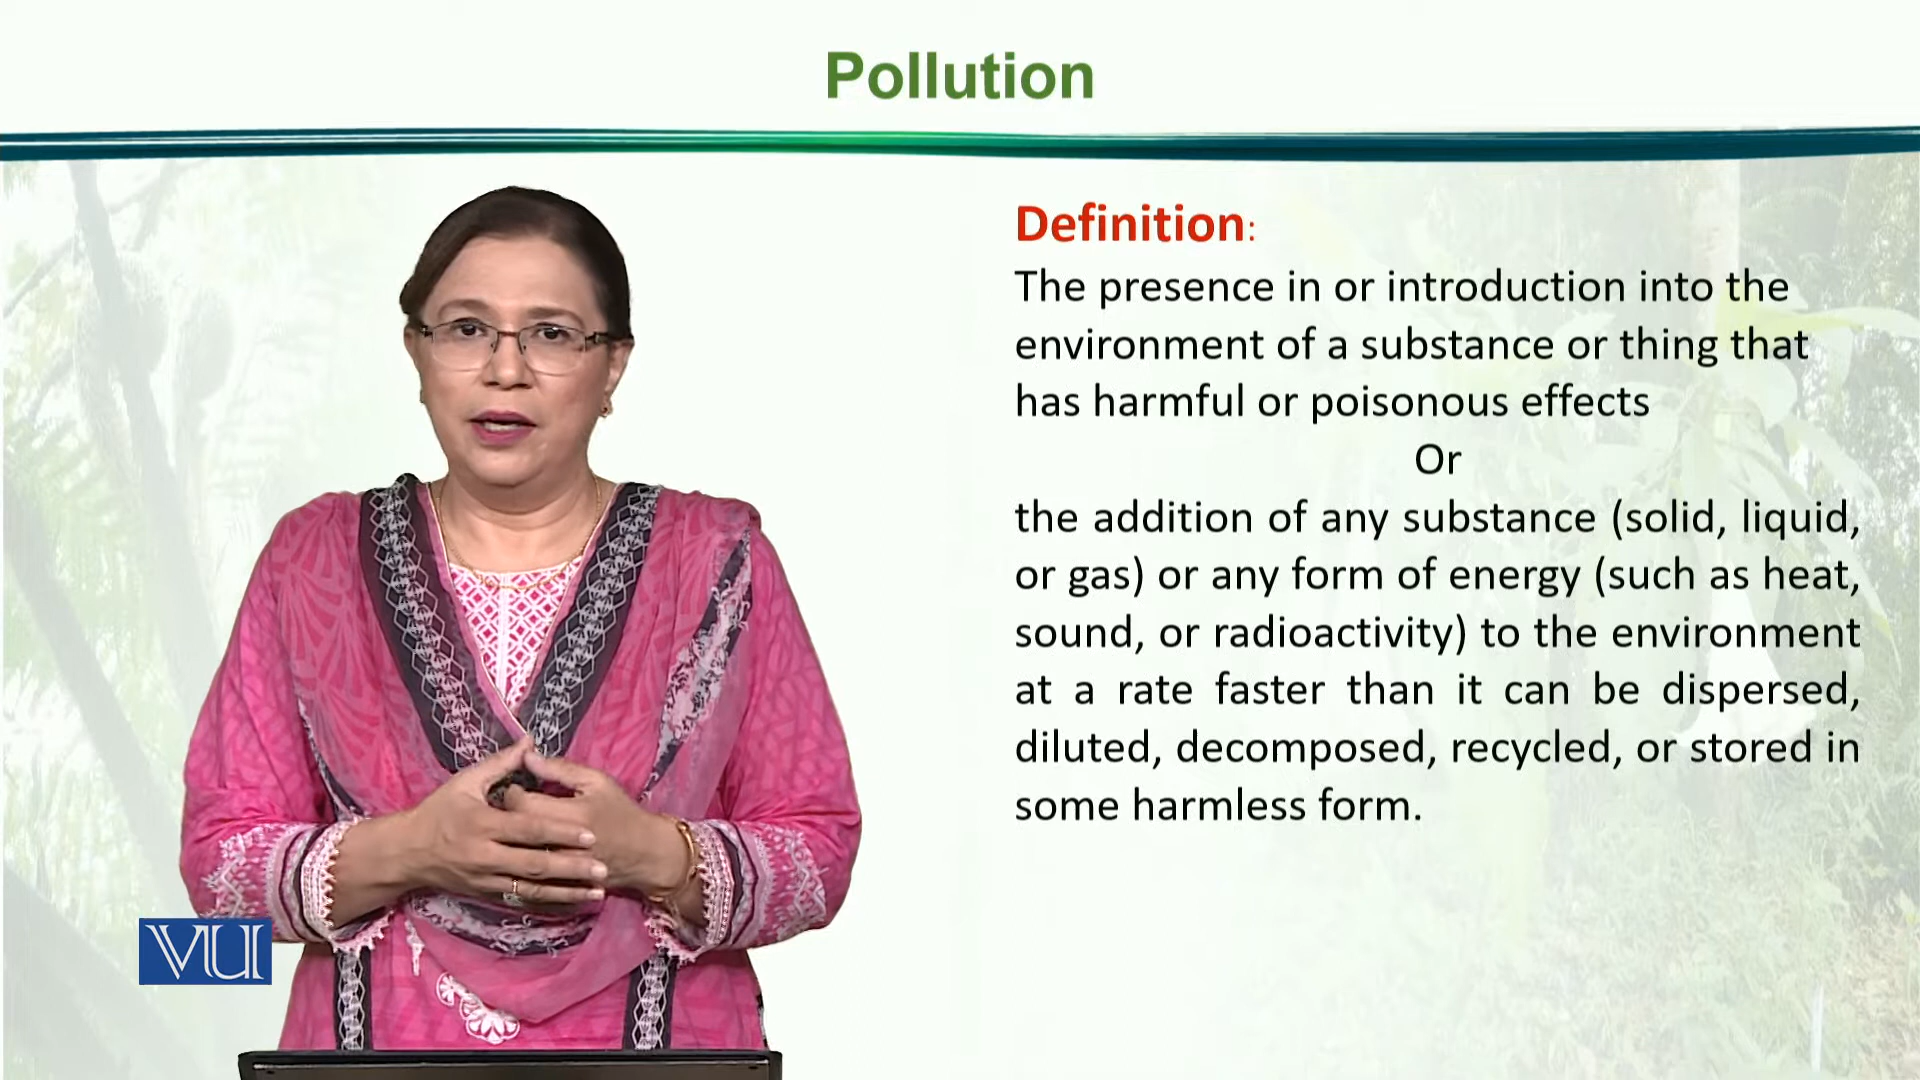 Pollution
Definition:
The presence in or introduction into the
environment of a substance or thing that
has harmful or poisonous effects
Or
the addition of any substance (solid, liquid,
or gas) or any form of energy (such as heat,
sound, or radioactivity) to the environment
at a rate faster than it can be dispersed,
diluted, decomposed, recycled, or stored in
some harmless form.
VU